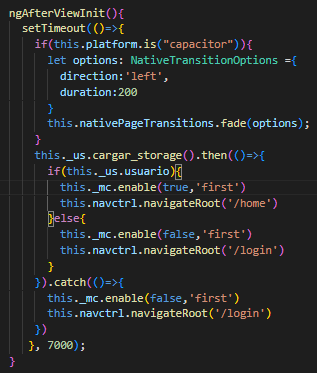 ngAfterViewInit(){
setTimeout(()=>{
if(this.platform.is("capacitor")){
let options: NativeTransitionOptions ={
direction:'left',
duration:200
}
this.nativePageTransitions.fade(options);
}
this._us.cargar_storage().then(()=>{
if(this._us.usuario){
this._mc.enable(true,'first')
this.navctrl.navigateRoot('/home')
}else{
this._mc.enable(false,'first')
this.navctrl.navigateRoot('/login')
}
}).catch(()=>{
this._mc.enable(false,'first')
this.navctrl.navigateRoot('/login')
})
}, 7000);
}